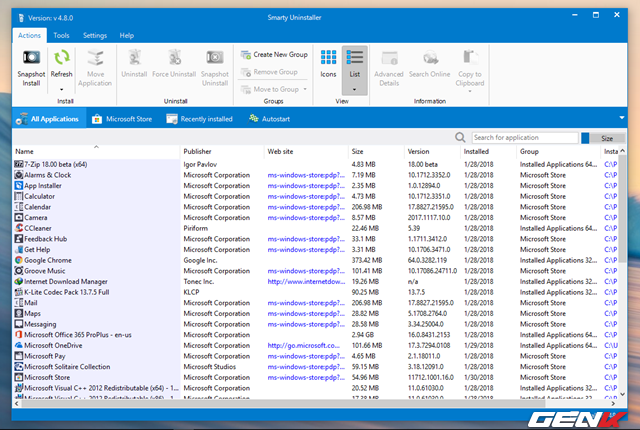 Version: v 4.8.0 Smarty Uninstaller
Actions Tools Settings Help
Snapshot Install Refresh Move Application Uninstall Force Uninstall Snapshot Uninstall Create New Group Remove Group Move to Group Icons List Advanced Details Search Online Copy to Clipboard
Install Uninstall Groups View Information
All Applications Microsoft Store Recently installed Autostart
Search for application Size
Name Publisher Web site Size Version Installed Group Insta
7-Zip 18.00 beta (x64) Igor Pavlov 4.83 MB 18.00 beta 1/28/2018 Installed Applications 64... C:\P
Alarms & Clock Microsoft Corporation ms-windows-store:pdp?... 7.19 MB 10.1712.3352.0 1/28/2018 Microsoft Store C:\P
App Installer Microsoft Corporation ms-windows-store:pdp?... 2.35 MB 1.0.12894.0 1/28/2018 Microsoft Store C:\P
Calculator Microsoft Corporation ms-windows-store:pdp?... 4.73 MB 10.1712.3351.0 1/28/2018 Microsoft Store C:\P
Calendar Microsoft Corporation ms-windows-store:pdp?... 206.98 MB 17.8827.21595.0 1/28/2018 Microsoft Store C:\P
Camera Microsoft Corporation ms-windows-store:pdp?... 8.57 MB 2017.1117.10.0 1/28/2018 Microsoft Store C:\P
CCleaner Piriform 22.46 MB 5.39 1/28/2018 Installed Applications 64... C:\P
Feedback Hub Microsoft Corporation ms-windows-store:pdp?... 33.1 MB 1.1711.3412.0 1/28/2018 Microsoft Store C:\P
Get Help Microsoft Corporation ms-windows-store:pdp?... 3.31 MB 10.1706.3471.0 1/28/2018 Microsoft Store C:\P
Google Chrome Google Inc. 373.42 MB 64.0.3282.119 1/28/2018 Installed Applications 32... C:\P
Groove Music Microsoft Corporation ms-windows-store:pdp?... 101.41 MB 10.17086.24711.0 1/28/2018 Microsoft Store C:\P
Internet Download Manager Tonec Inc. http://www.internetdow... 19.26 MB n/a 1/28/2018 Installed Applications 32... C:\P
K-Lite Codec Pack 13.7.5 Full KLCP 90.25 MB 13.7.5 1/28/2018 Installed Applications 32... C:\P
Mail Microsoft Corporation ms-windows-store:pdp?... 206.98 MB 17.8827.21595.0 1/28/2018 Microsoft Store C:\P
Maps Microsoft Corporation ms-windows-store:pdp?... 28.82 MB 5.1708.2764.0 1/28/2018 Microsoft Store C:\P
Messaging Microsoft Corporation ms-windows-store:pdp?... 28.58 MB 3.34.25004.0 1/28/2018 Microsoft Store C:\P
Microsoft Office 365 ProPlus - en-us Microsoft Corporation 2.94 GB 16.0.8431.2153 1/28/2018 Installed Applications 64... C:\P
Microsoft OneDrive Microsoft Corporation http://go.microsoft.co... 101.66 MB 17.3.7294.0108 1/29/2018 Installed Applications 32... C:\U
Microsoft Pay Microsoft Corporation ms-windows-store:pdp?... 4.65 MB 2.1.18011.0 1/28/2018 Microsoft Store C:\P
Microsoft Solitaire Collection Microsoft Studios ms-windows-store:pdp?... 59.15 MB 3.18.12091.0 1/28/2018 Microsoft Store C:\P
Microsoft Store Microsoft Corporation ms-windows-store:pdp?... 54.96 MB 11712.1001.16.0 1/30/2018 Microsoft Store C:\P
Microsoft Visual C++ 2012 Redistributable (x64) - 1... Microsoft Corporation 20.52 MB 11.0.61030.0 1/28/2018 Installed Applications 32...
GENK